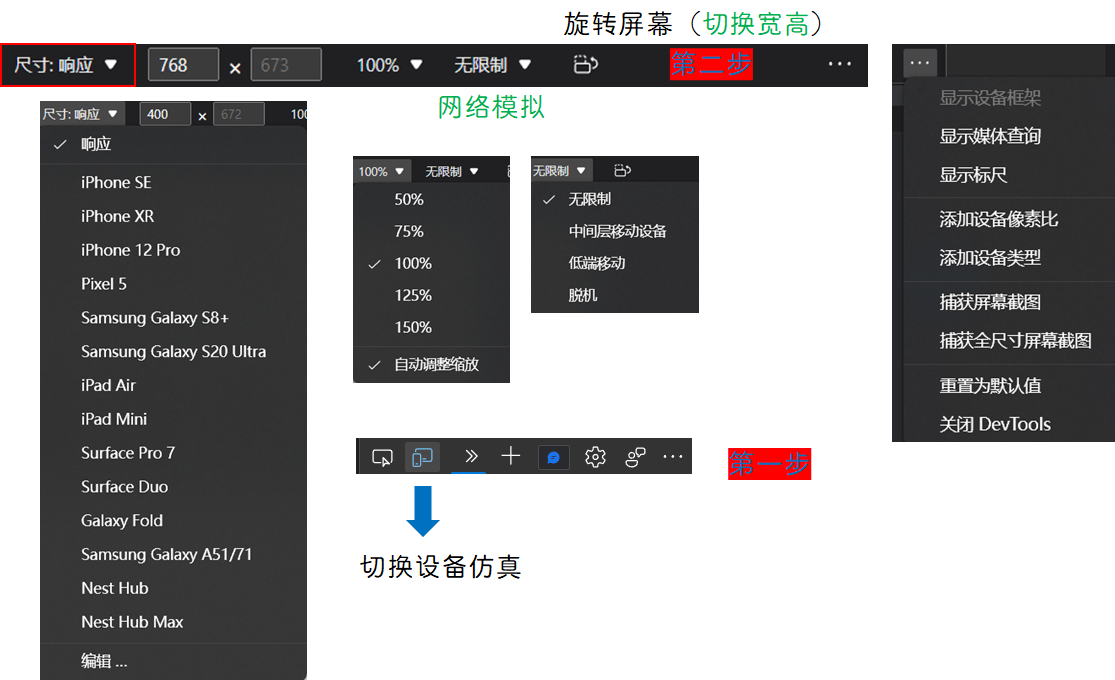 旋转屏幕（切换宽高）
尺寸: 响应 ▼ 768 × 673 100% ▼ 无限制 ▼ 第二步 ···
网络模拟
尺寸: 响应 ▼ 400 × 672 100
✓ 响应
iPhone SE
iPhone XR
iPhone 12 Pro
Pixel 5
Samsung Galaxy S8+
Samsung Galaxy S20 Ultra
iPad Air
iPad Mini
Surface Pro 7
Surface Duo
Galaxy Fold
Samsung Galaxy A51/71
Nest Hub
Nest Hub Max
编辑 ...
100% ▼ 无限制 ▼
50%
75%
✓ 100%
125%
150%
✓ 自动调整缩放
无限制 ▼
✓ 无限制
中间层移动设备
低端移动
脱机
···
显示设备框架
显示媒体查询
显示标尺
添加设备像素比
添加设备类型
捕获屏幕截图
捕获全尺寸屏幕截图
重置为默认值
关闭 DevTools
第一步
切换设备仿真